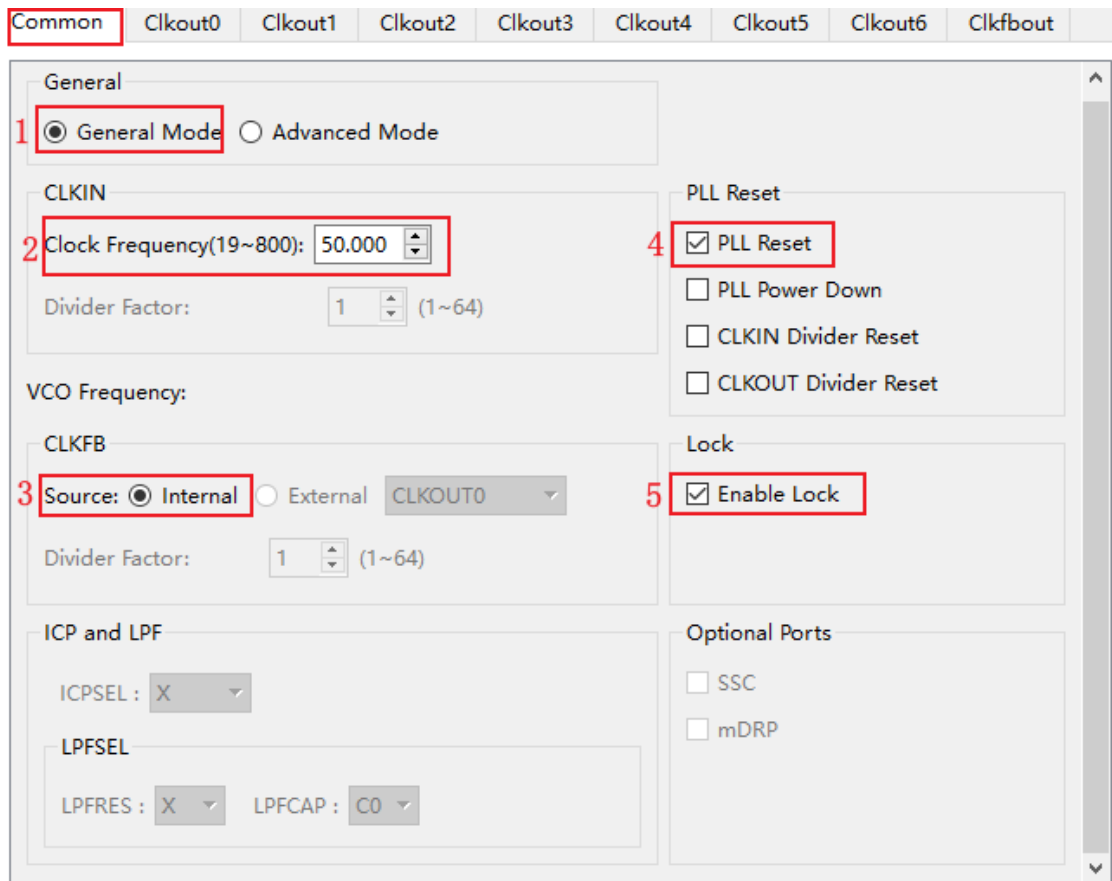 Common Clkout0 Clkout1 Clkout2 Clkout3 Clkout4 Clkout5 Clkout6 Clkfbout
General
1 General Mode Advanced Mode
CLKIN
2 Clock Frequency(19~800): 50.000
Divider Factor: 1 (1~64)
VCO Frequency:
CLKFB
3 Source: Internal External CLKOUT0
Divider Factor: 1 (1~64)
ICP and LPF
ICPSEL : X
LPFSEL
LPFRES : X LPFCAP : C0
PLL Reset
4 PLL Reset
PLL Power Down
CLKIN Divider Reset
CLKOUT Divider Reset
Lock
5 Enable Lock
Optional Ports
SSC
mDRP